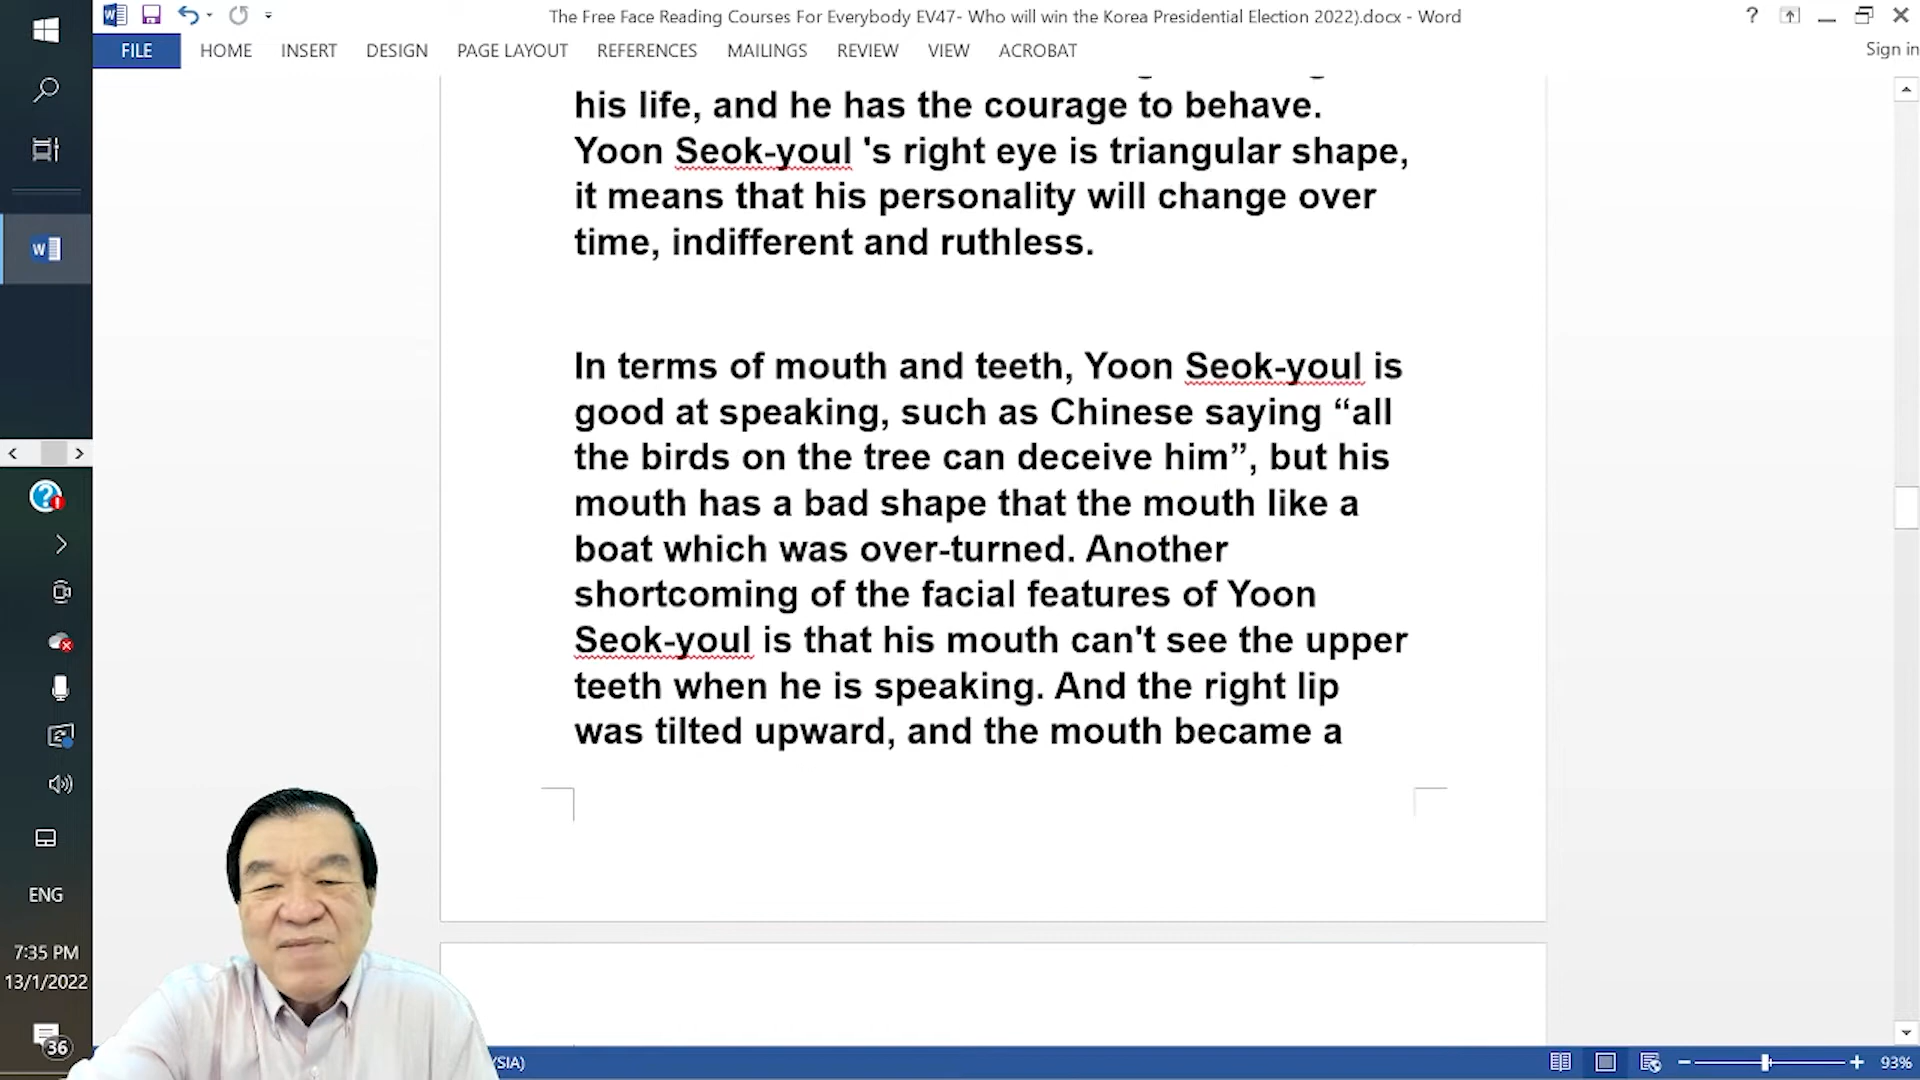 The Free Face Reading Courses For Everybody EV47- Who will win the Korea Presidential Election 2022).docx - Word
?
FILE HOME INSERT DESIGN PAGE LAYOUT REFERENCES MAILINGS REVIEW VIEW ACROBAT
Sign in
his life, and he has the courage to behave.
Yoon Seok-youl 's right eye is triangular shape,
it means that his personality will change over
time, indifferent and ruthless.
In terms of mouth and teeth, Yoon Seok-youl is
good at speaking, such as Chinese saying “all
the birds on the tree can deceive him”, but his
mouth has a bad shape that the mouth like a
boat which was over-turned. Another
shortcoming of the facial features of Yoon
Seok-youl is that his mouth can't see the upper
teeth when he is speaking. And the right lip
was tilted upward, and the mouth became a
ENG
7:35 PM
13/1/2022
36
SIA)
93%